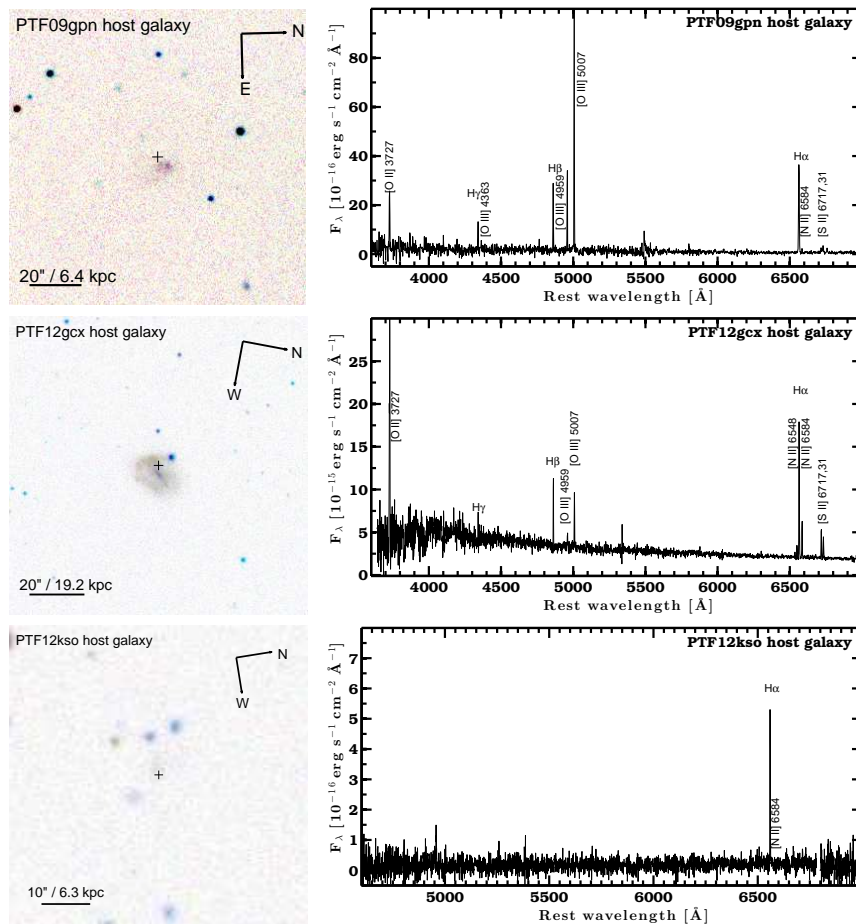 PTF09gpn host galaxy
N
E
20" / 6.4 kpc
PTF09gpn host galaxy
F λ [10−16 erg s−1 cm−2 Å−1]
80
60
40
20
0
[O II] 3727
Hγ
[O III] 4363
Hβ
[O III] 4959
[O III] 5007
Hα
[N II] 6584
[S II] 6717,31
4000 4500 5000 5500 6000 6500
Rest wavelength [Å]
PTF12gcx host galaxy
N
W
20" / 19.2 kpc
PTF12gcx host galaxy
F λ [10−15 erg s−1 cm−2 Å−1]
25
20
15
10
5
0
[O II] 3727
Hγ
Hβ
[O III] 4959
[O III] 5007
Hα
[N II] 6548
[N II] 6584
[S II] 6717,31
4000 4500 5000 5500 6000 6500
Rest wavelength [Å]
PTF12kso host galaxy
N
W
10" / 6.3 kpc
PTF12kso host galaxy
F λ [10−16 erg s−1 cm−2 Å−1]
7
6
5
4
3
2
1
0
Hα
[N II] 6584
5000 5500 6000 6500
Rest wavelength [Å]